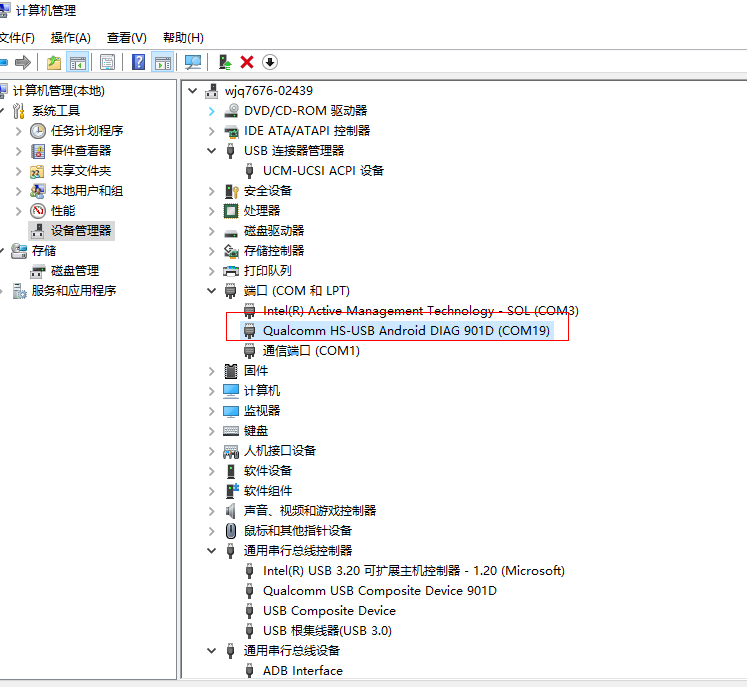 计算机管理
文件(F) 操作(A) 查看(V) 帮助(H)
计算机管理(本地)
系统工具
任务计划程序
事件查看器
共享文件夹
本地用户和组
性能
设备管理器
存储
磁盘管理
服务和应用程序
wjq7676-02439
DVD/CD-ROM 驱动器
IDE ATA/ATAPI 控制器
USB 连接器管理器
UCM-UCSI ACPI 设备
安全设备
处理器
磁盘驱动器
存储控制器
打印队列
端口 (COM 和 LPT)
Intel(R) Active Management Technology - SOL (COM3)
Qualcomm HS-USB Android DIAG 901D (COM19)
通信端口 (COM1)
固件
计算机
监视器
键盘
人机接口设备
软件设备
软件组件
声音、视频和游戏控制器
鼠标和其他指针设备
通用串行总线控制器
Intel(R) USB 3.20 可扩展主机控制器 - 1.20 (Microsoft)
Qualcomm USB Composite Device 901D
USB Composite Device
USB 根集线器(USB 3.0)
通用串行总线设备
ADB Interface